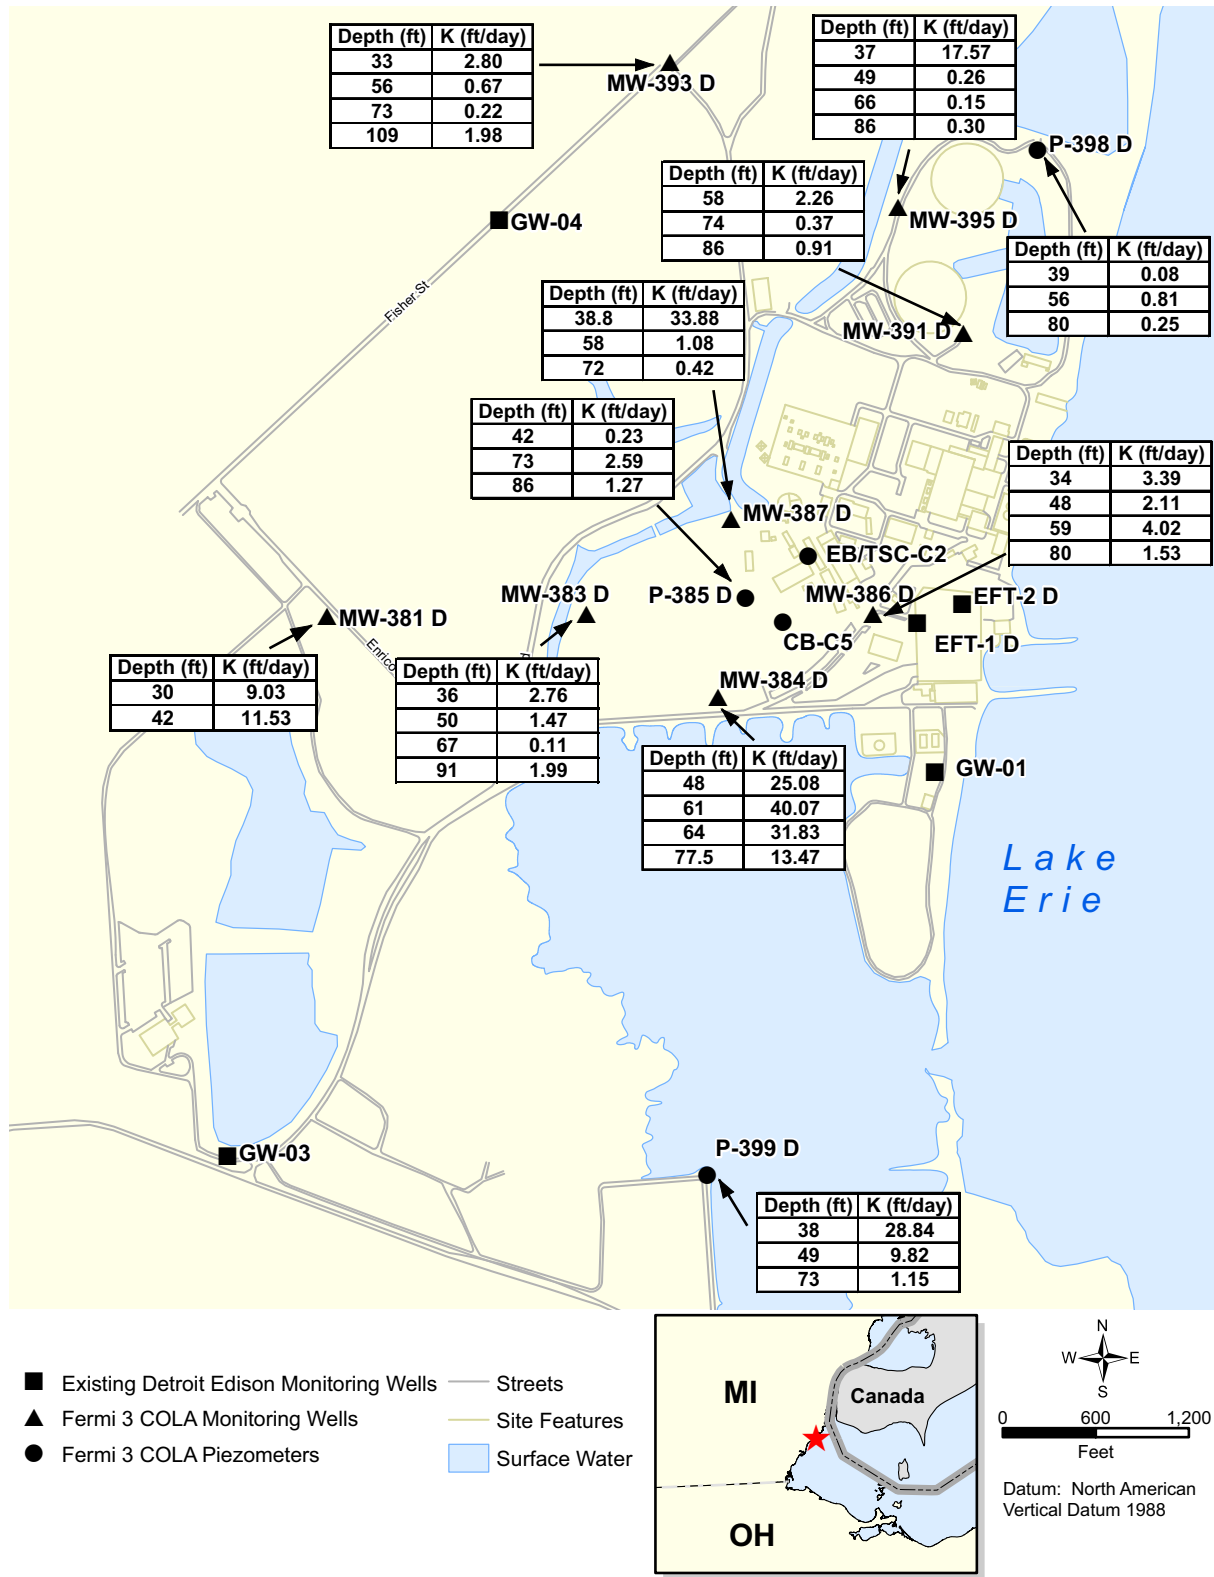 Depth (ft) K (ft/day)
33 2.80
56 0.67
73 0.22
109 1.98
MW-393 D
Depth (ft) K (ft/day)
37 17.57
49 0.26
66 0.15
86 0.30
P-398 D
Depth (ft) K (ft/day)
58 2.26
74 0.37
86 0.91
GW-04
MW-395 D
Depth (ft) K (ft/day)
39 0.08
56 0.81
80 0.25
Fisher St
Depth (ft) K (ft/day)
38.8 33.88
58 1.08
72 0.42
MW-391 D
Depth (ft) K (ft/day)
42 0.23
73 2.59
86 1.27
Depth (ft) K (ft/day)
34 3.39
48 2.11
59 4.02
80 1.53
MW-387 D
EB/TSC-C2
MW-383 D
P-385 D
MW-386 D
EFT-2 D
MW-381 D
CB-C5
EFT-1 D
Enrico
Depth (ft) K (ft/day)
30 9.03
42 11.53
Depth (ft) K (ft/day)
36 2.76
50 1.47
67 0.11
91 1.99
MW-384 D
Depth (ft) K (ft/day)
48 25.08
61 40.07
64 31.83
77.5 13.47
GW-01
Lake
Erie
GW-03
P-399 D
Depth (ft) K (ft/day)
38 28.84
49 9.82
73 1.15
Existing Detroit Edison Monitoring Wells
Fermi 3 COLA Monitoring Wells
Fermi 3 COLA Piezometers
Streets
Site Features
Surface Water
MI
Canada
OH
N
W E
S
0 600 1,200
Feet
Datum: North American
Vertical Datum 1988